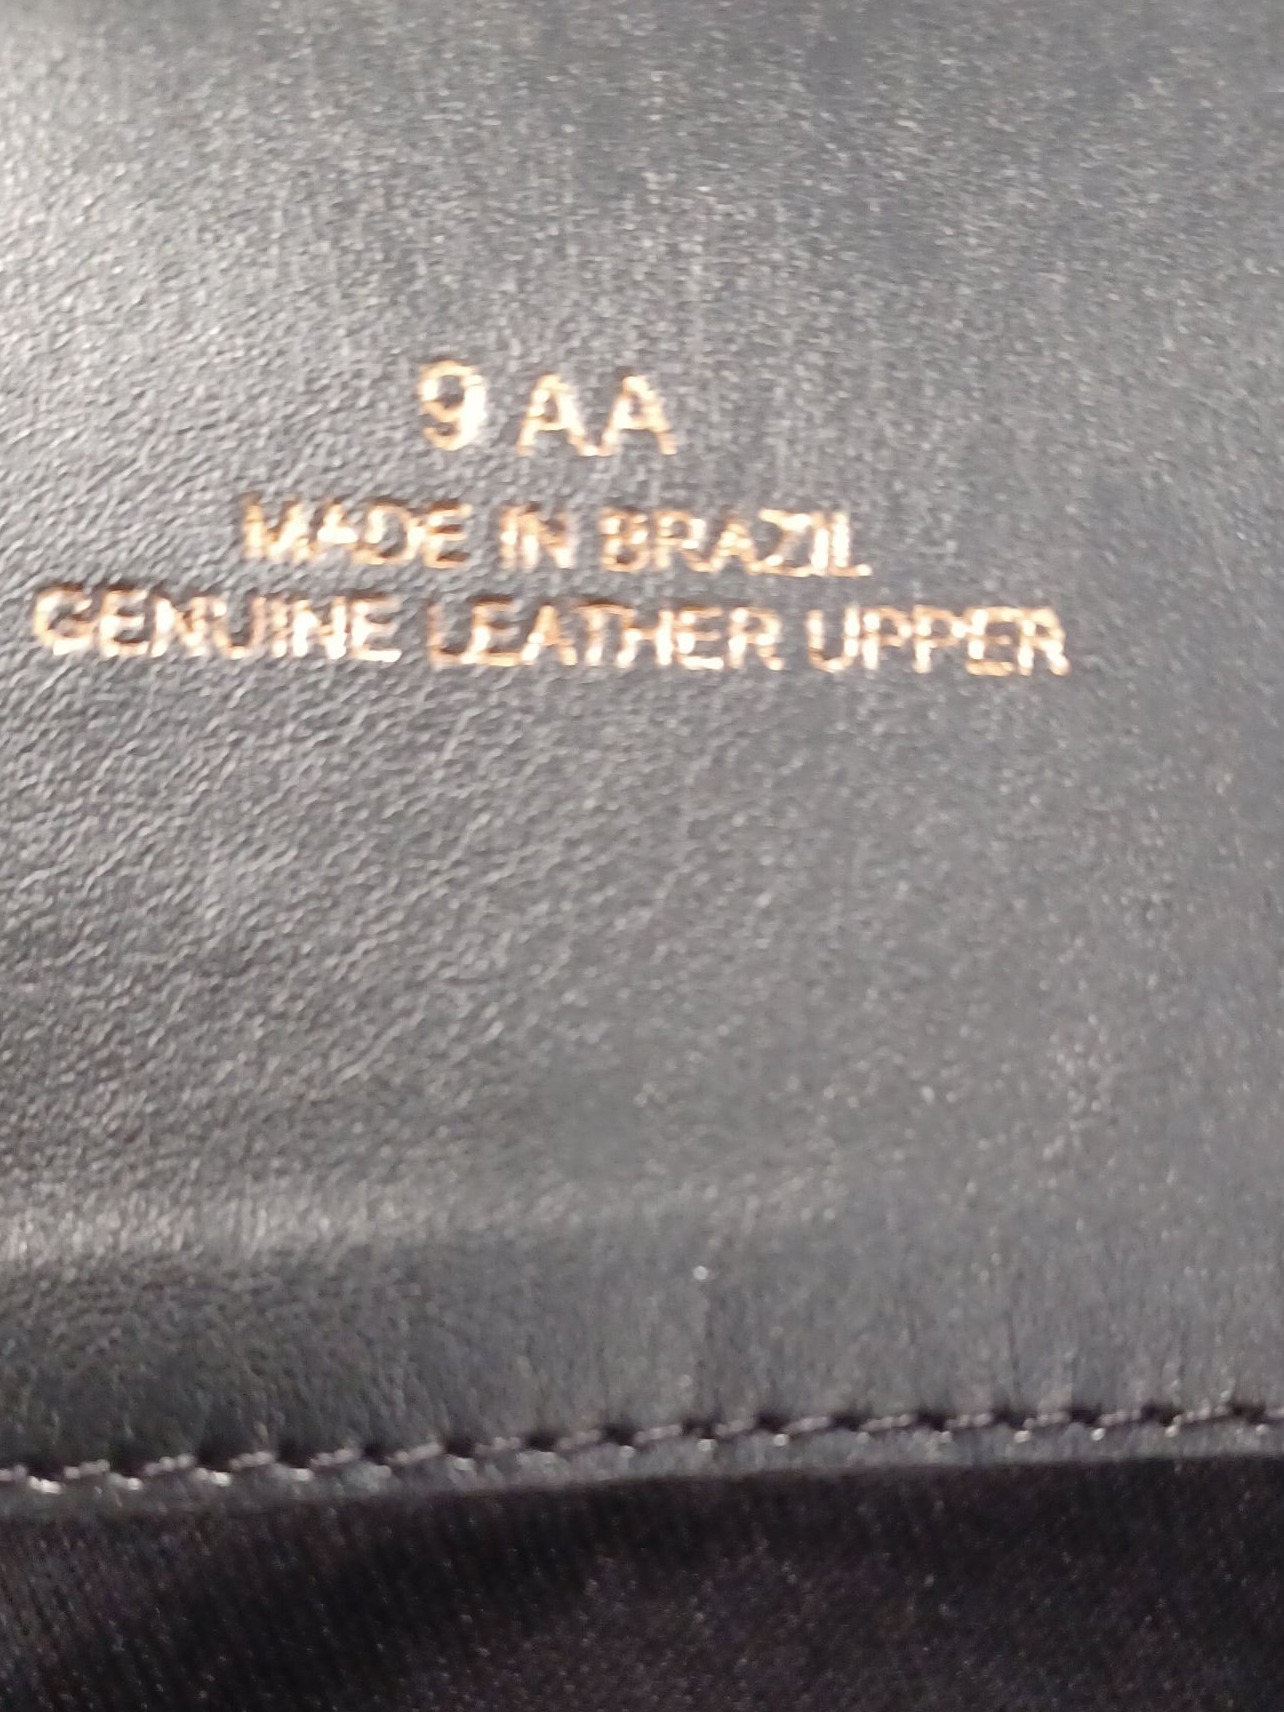 9 AA
MADE IN BRAZIL
GENUINE LEATHER UPPER